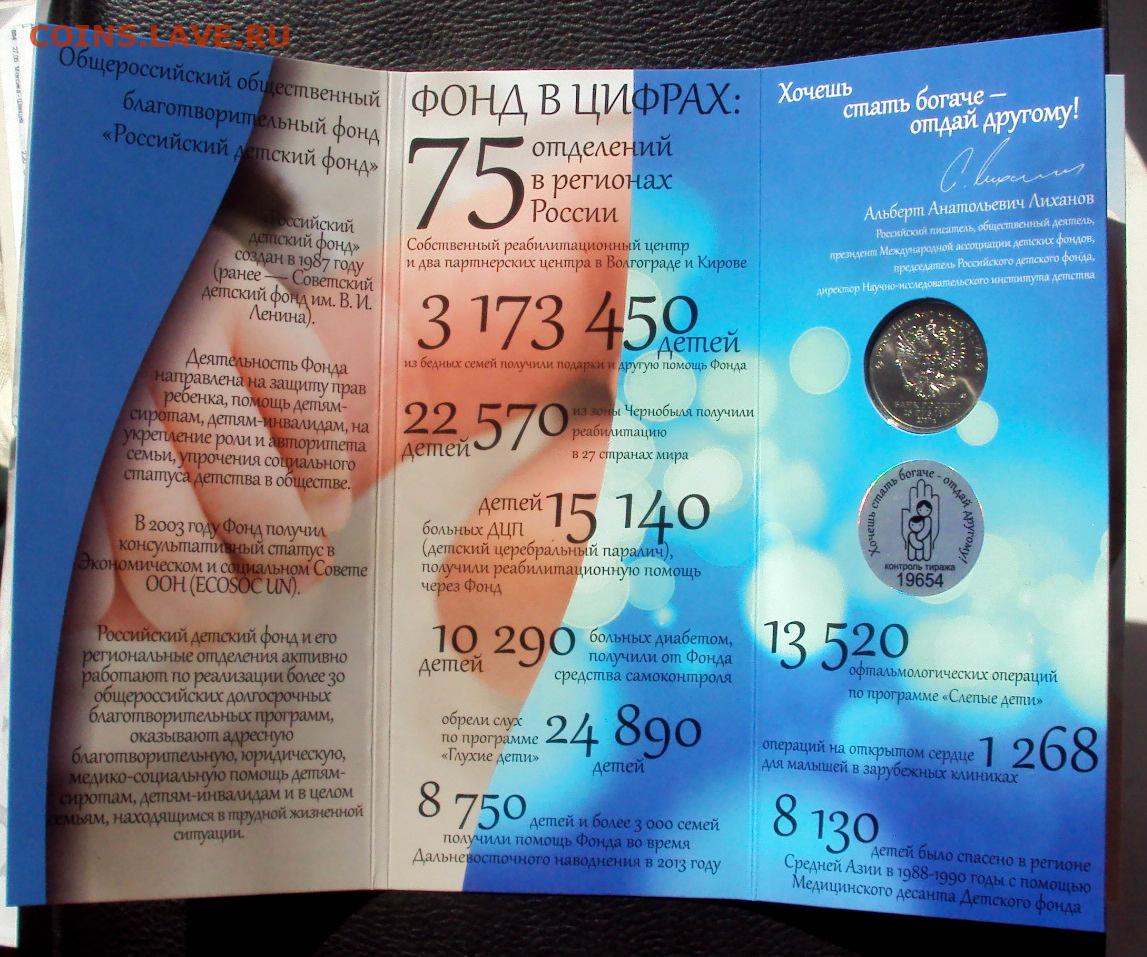 COINS.LAVE.RU
Общероссийский общественный
благотворительный фонд
«Российский детский фонд»
«Российский
детский фонд»
создан в 1987 году
(ранее — Советский
детский фонд им. В. И.
Ленина).
Деятельность Фонда
направлена на защиту прав
ребенка, помощь детям-
сиротам, детям-инвалидам, на
укрепление роли и авторитета
семьи, упрочения социального
статуса детства в обществе.
В 2003 году Фонд получил
консультативный статус в
Экономическом и социальном Совете
ООН (ECOSOC UN).
Российский детский фонд и его
региональные отделения активно
работают по реализации более 30
общероссийских долгосрочных
благотворительных программ,
оказывают адресную
благотворительную, юридическую,
медико-социальную помощь детям-
сиротам, детям-инвалидам и в целом
семьям, находящимся в трудной жизненной
ситуации.
ФОНД В ЦИФРАХ:
75 отделений
в регионах
России
Собственный реабилитационный центр
и два партнерских центра в Волгограде и Кирове
3 173 450
детей
из бедных семей получили подарки и другую помощь Фонда
22 570
детей
из зоны Чернобыля получили
реабилитацию
в 27 странах мира
детей 15 140
больных ДЦП
(детский церебральный паралич),
получили реабилитационную помощь
через Фонд
10 290
детей
больных диабетом,
получили от Фонда
средства самоконтроля
обрели слух
по программе
«Глухие дети»
24 890
детей
8 750 детей и более 3 000 семей
получили помощь Фонда во время
Дальневосточного наводнения в 2013 году
Хочешь
стать богаче –
отдай другому!
Альберт Анатольевич Лиханов
Российский писатель, общественный деятель,
президент Международной ассоциации детских фондов,
председатель Российского детского фонда,
директор Научно-исследовательского института детства
Хочешь стать богаче - отдай другому!
контроль тиража
19654
13 520
офтальмологических операций
по программе «Слепые дети»
операций на открытом сердце 1 268
для малышей в зарубежных клиниках
8 130
детей было спасено в регионе
Средней Азии в 1988-1990 годы с помощью
Медицинского десанта Детского фонда